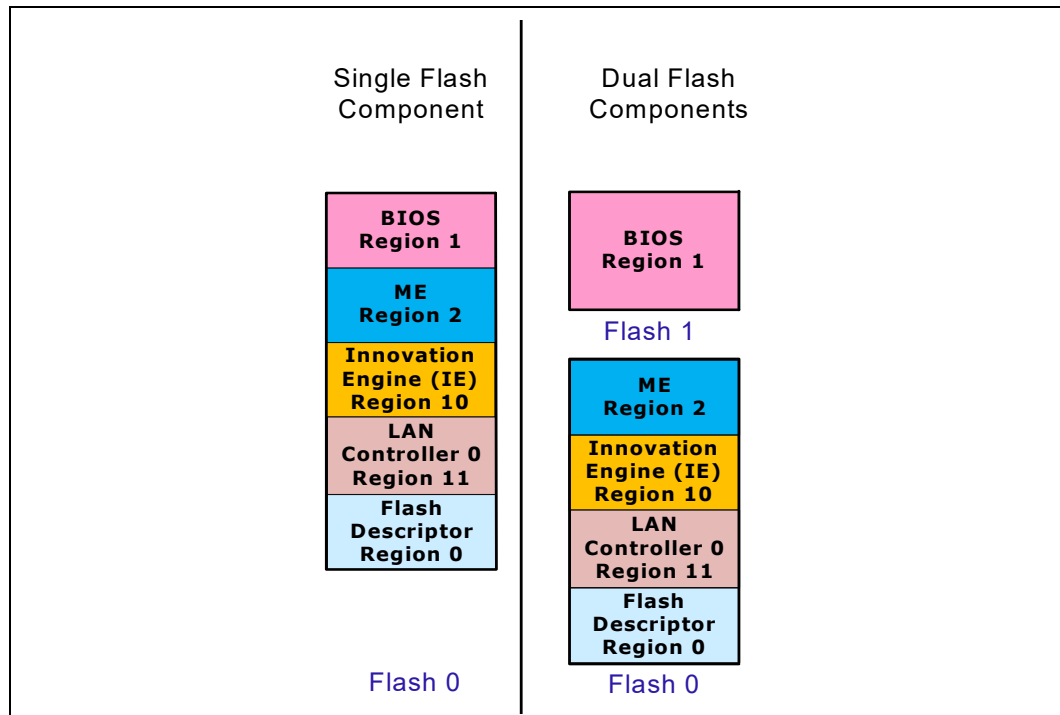 Single Flash
Component
BIOS
Region 1
ME
Region 2
Innovation
Engine (IE)
Region 10
LAN
Controller 0
Region 11
Flash
Descriptor
Region 0
Flash 0
Dual Flash
Components
BIOS
Region 1
Flash 1
ME
Region 2
Innovation
Engine (IE)
Region 10
LAN
Controller 0
Region 11
Flash
Descriptor
Region 0
Flash 0